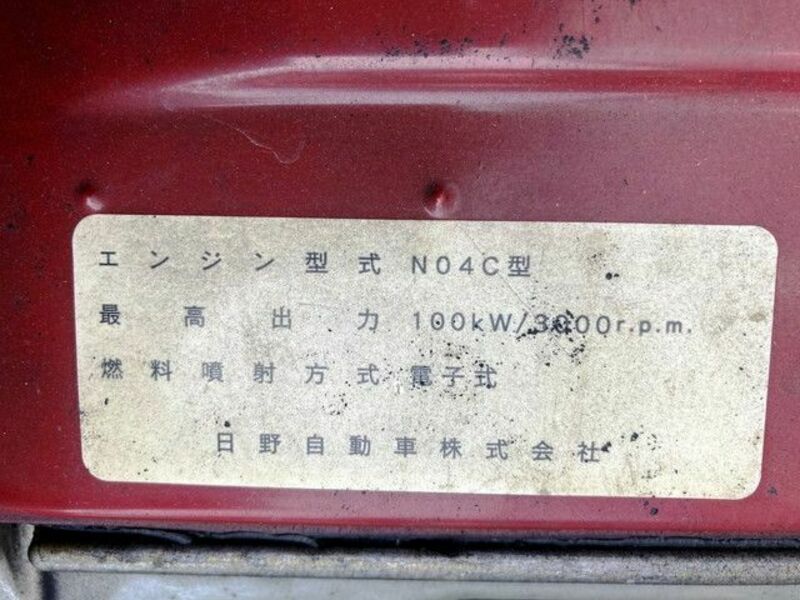 エンジン型式 N04C型
最高出力 100kW/3000r.p.m.
燃料噴射方式 電子式
日野自動車株式会社